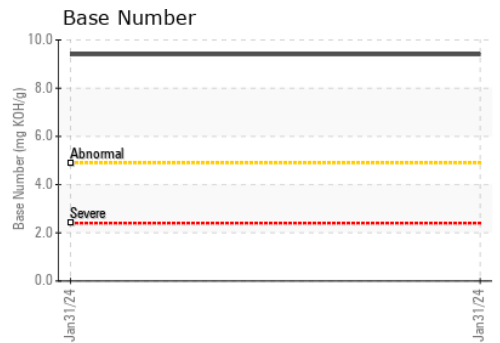 Base Number
Base Number (mg KOH/g)
10.0
8.0
6.0
4.0
2.0
0.0
Abnormal
Severe
Jan31/24
Jan31/24